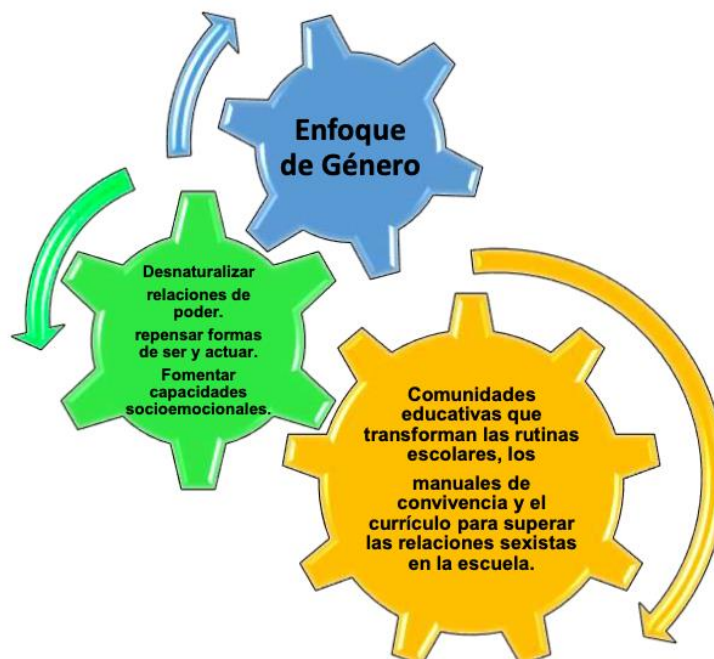 Enfoque
de Género
Desnaturalizar
relaciones de
poder.
repensar formas
de ser y actuar.
Fomentar
capacidades
socioemocionales.
Comunidades
educativas que
transforman las rutinas
escolares, los
manuales de
convivencia y el
currículo para superar
las relaciones sexistas
en la escuela.